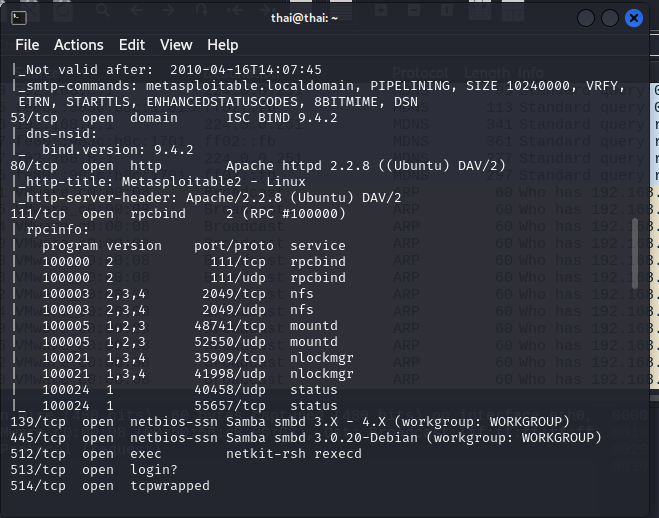 thai@thai: ~
File Actions Edit View Help
|_Not valid after:  2010-04-16T14:07:45
|_smtp-commands: metasploitable.localdomain, PIPELINING, SIZE 10240000, VRFY,
 ETRN, STARTTLS, ENHANCEDSTATUSCODES, 8BITMIME, DSN
53/tcp  open  domain      ISC BIND 9.4.2
| dns-nsid:
|_  bind.version: 9.4.2
80/tcp  open  http        Apache httpd 2.2.8 ((Ubuntu) DAV/2)
|_http-title: Metasploitable2 - Linux
|_http-server-header: Apache/2.2.8 (Ubuntu) DAV/2
111/tcp  open  rpcbind     2 (RPC #100000)
| rpcinfo:
|   program version    port/proto  service
|   100000  2            111/tcp   rpcbind
|   100000  2            111/udp   rpcbind
|   100003  2,3,4       2049/tcp   nfs
|   100003  2,3,4       2049/udp   nfs
|   100005  1,2,3      48741/tcp   mountd
|   100005  1,2,3      52550/udp   mountd
|   100021  1,3,4      35909/tcp   nlockmgr
|   100021  1,3,4      41998/udp   nlockmgr
|   100024  1          40458/udp   status
|_  100024  1          55657/tcp   status
139/tcp  open  netbios-ssn Samba smbd 3.X - 4.X (workgroup: WORKGROUP)
445/tcp  open  netbios-ssn Samba smbd 3.0.20-Debian (workgroup: WORKGROUP)
512/tcp  open  exec        netkit-rsh rexecd
513/tcp  open  login?
514/tcp  open  tcpwrapped